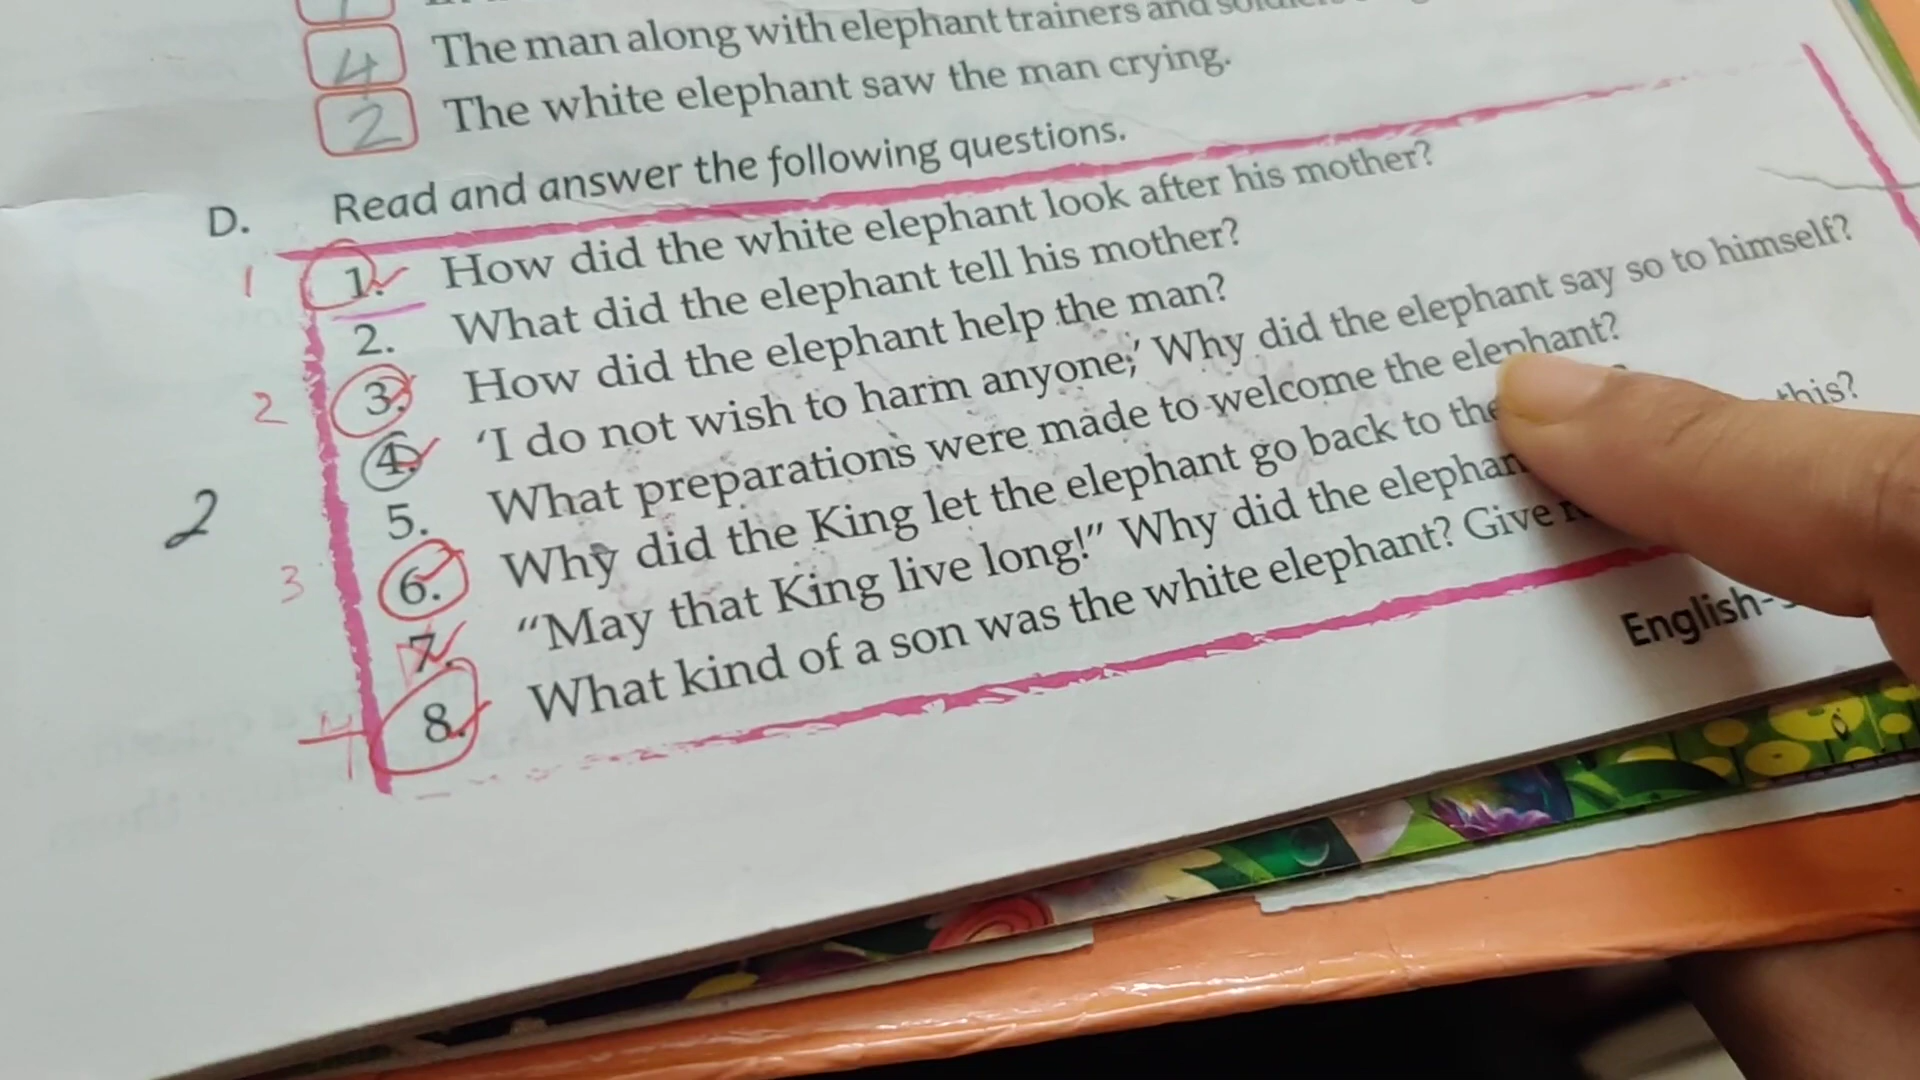 4 The man along with elephant trainers and
2 The white elephant saw the man crying.
D. Read and answer the following questions.
1 1. How did the white elephant look after his mother?
2. What did the elephant tell his mother?
2 3. How did the elephant help the man?
4. 'I do not wish to harm anyone;' Why did the elephant say so to himself?
2 5. What preparations were made to welcome the elephant?
3 6. Why did the King let the elephant go back to the
7. "May that King live long!" Why did the elephan this?
4 8. What kind of a son was the white elephant? Give
English-